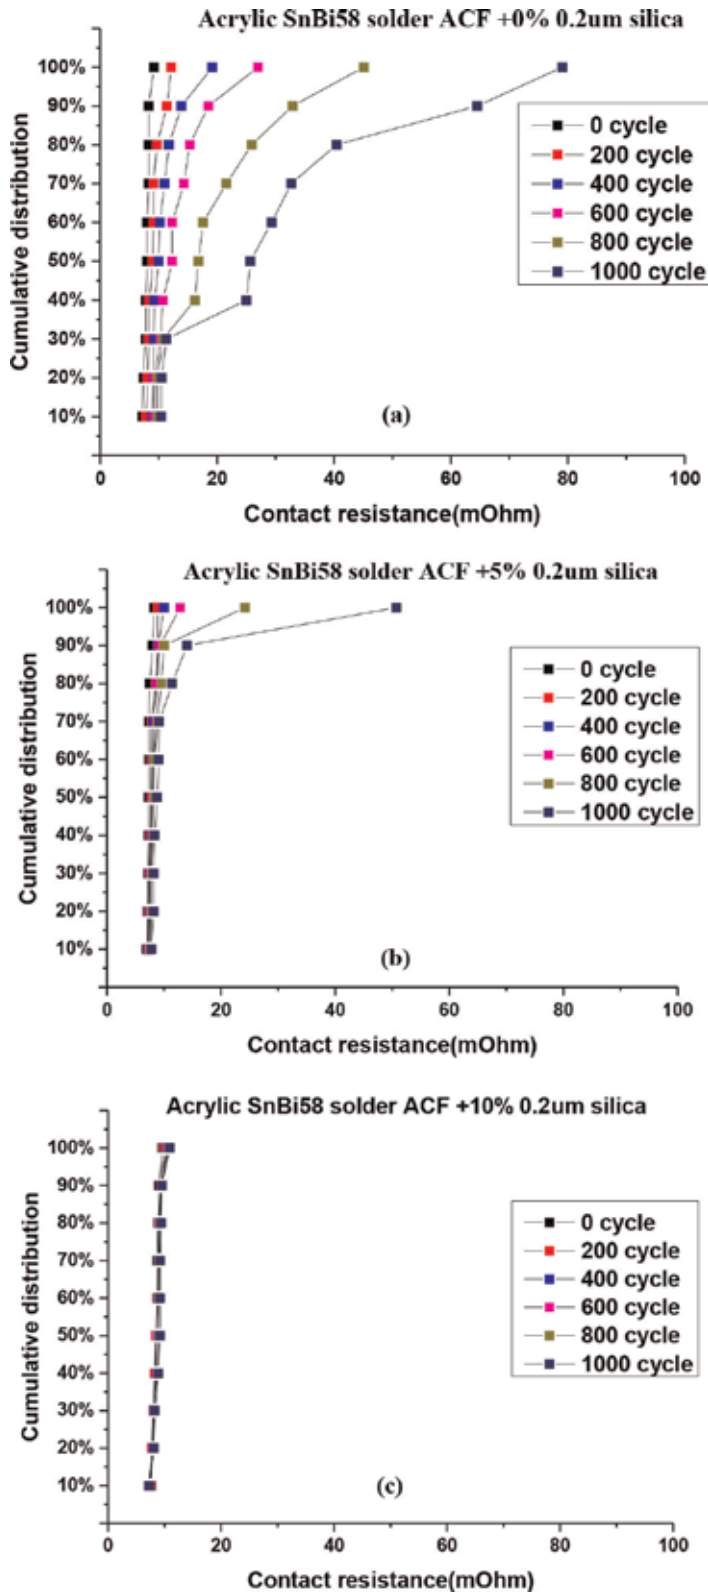 Acrylic SnBi58 solder ACF +0% 0.2um silica
100%
90%
80%
70%
60%
50%
40%
30%
20%
10%
Cumulative distribution
0 cycle
200 cycle
400 cycle
600 cycle
800 cycle
1000 cycle
(a)
0 20 40 60 80 100
Contact resistance(mOhm)
Acrylic SnBi58 solder ACF +5% 0.2um silica
100%
90%
80%
70%
60%
50%
40%
30%
20%
10%
Cumulative distribution
0 cycle
200 cycle
400 cycle
600 cycle
800 cycle
1000 cycle
(b)
0 20 40 60 80 100
Contact resistance(mOhm)
Acrylic SnBi58 solder ACF +10% 0.2um silica
100%
90%
80%
70%
60%
50%
40%
30%
20%
10%
Cumulative distribution
0 cycle
200 cycle
400 cycle
600 cycle
800 cycle
1000 cycle
(c)
0 20 40 60 80 100
Contact resistance(mOhm)